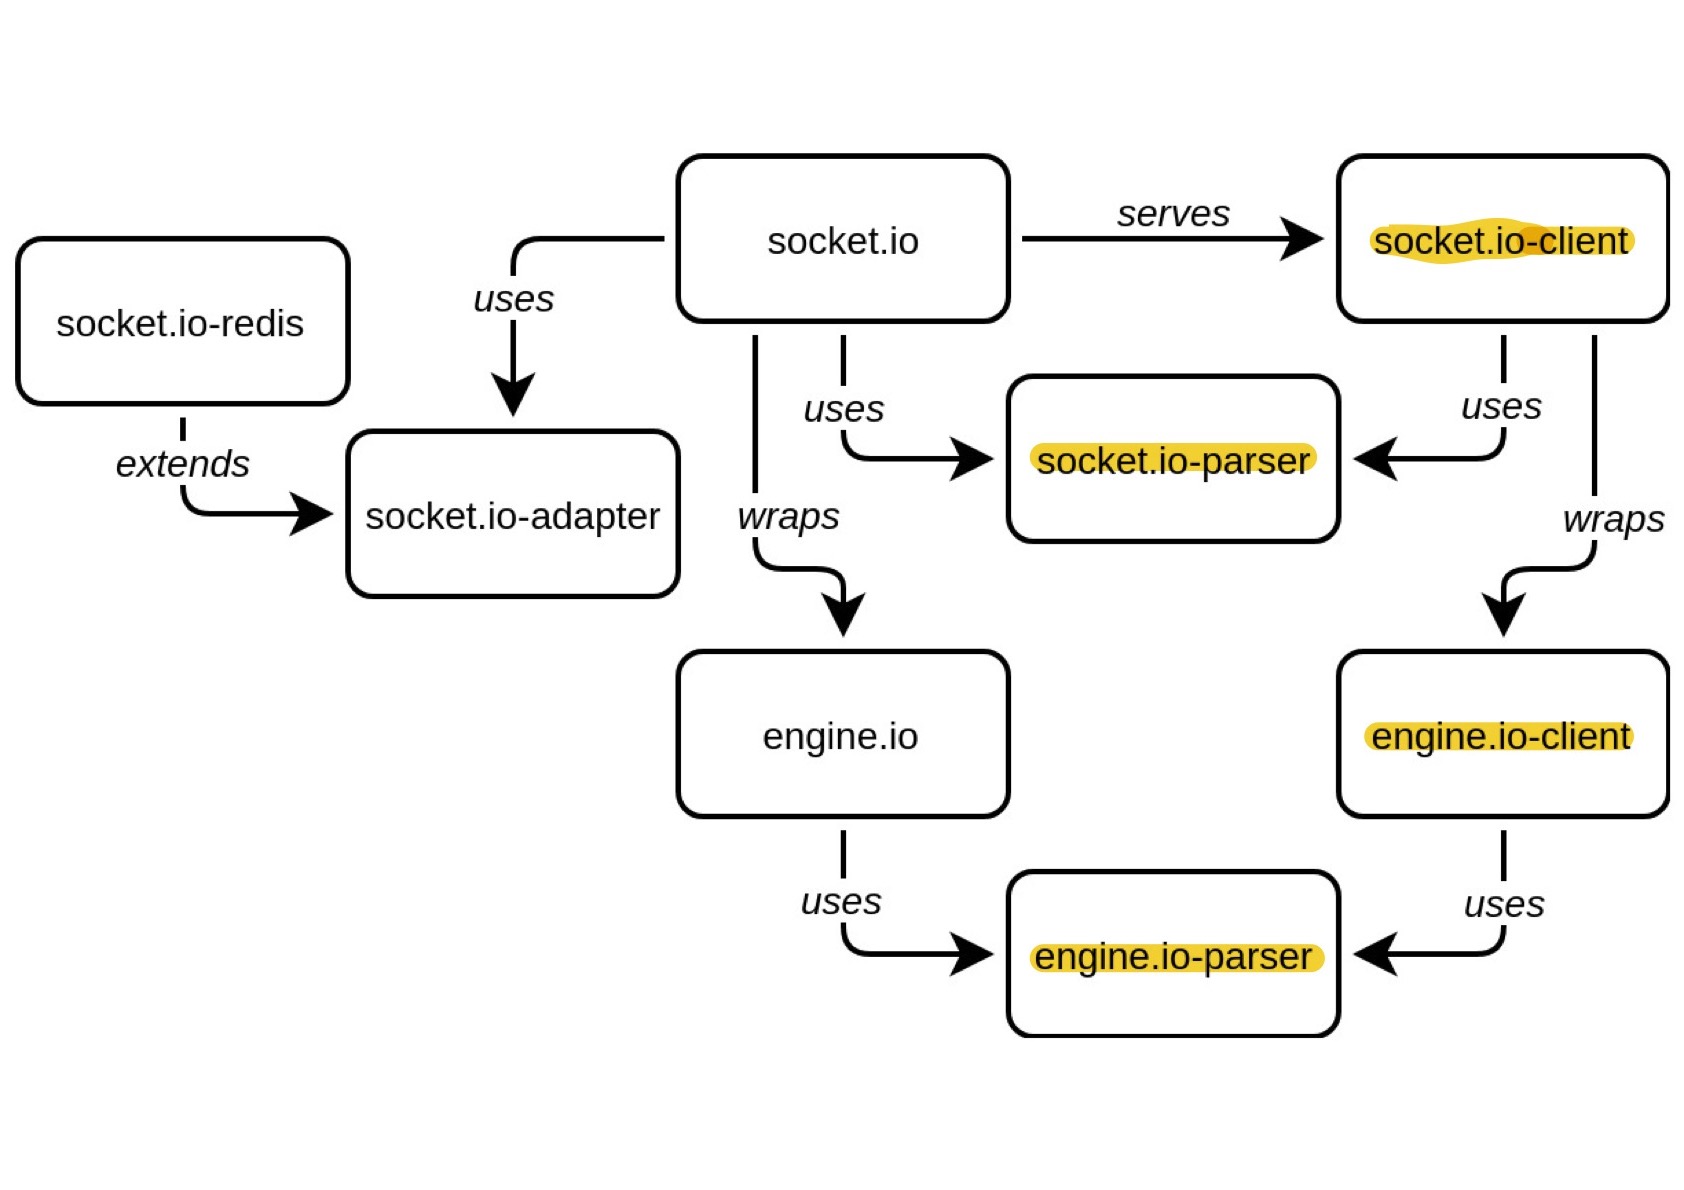 socket.io
serves
socket.io-client
socket.io-redis
uses
extends
socket.io-adapter
uses
socket.io-parser
uses
wraps
wraps
engine.io
engine.io-client
uses
engine.io-parser
uses